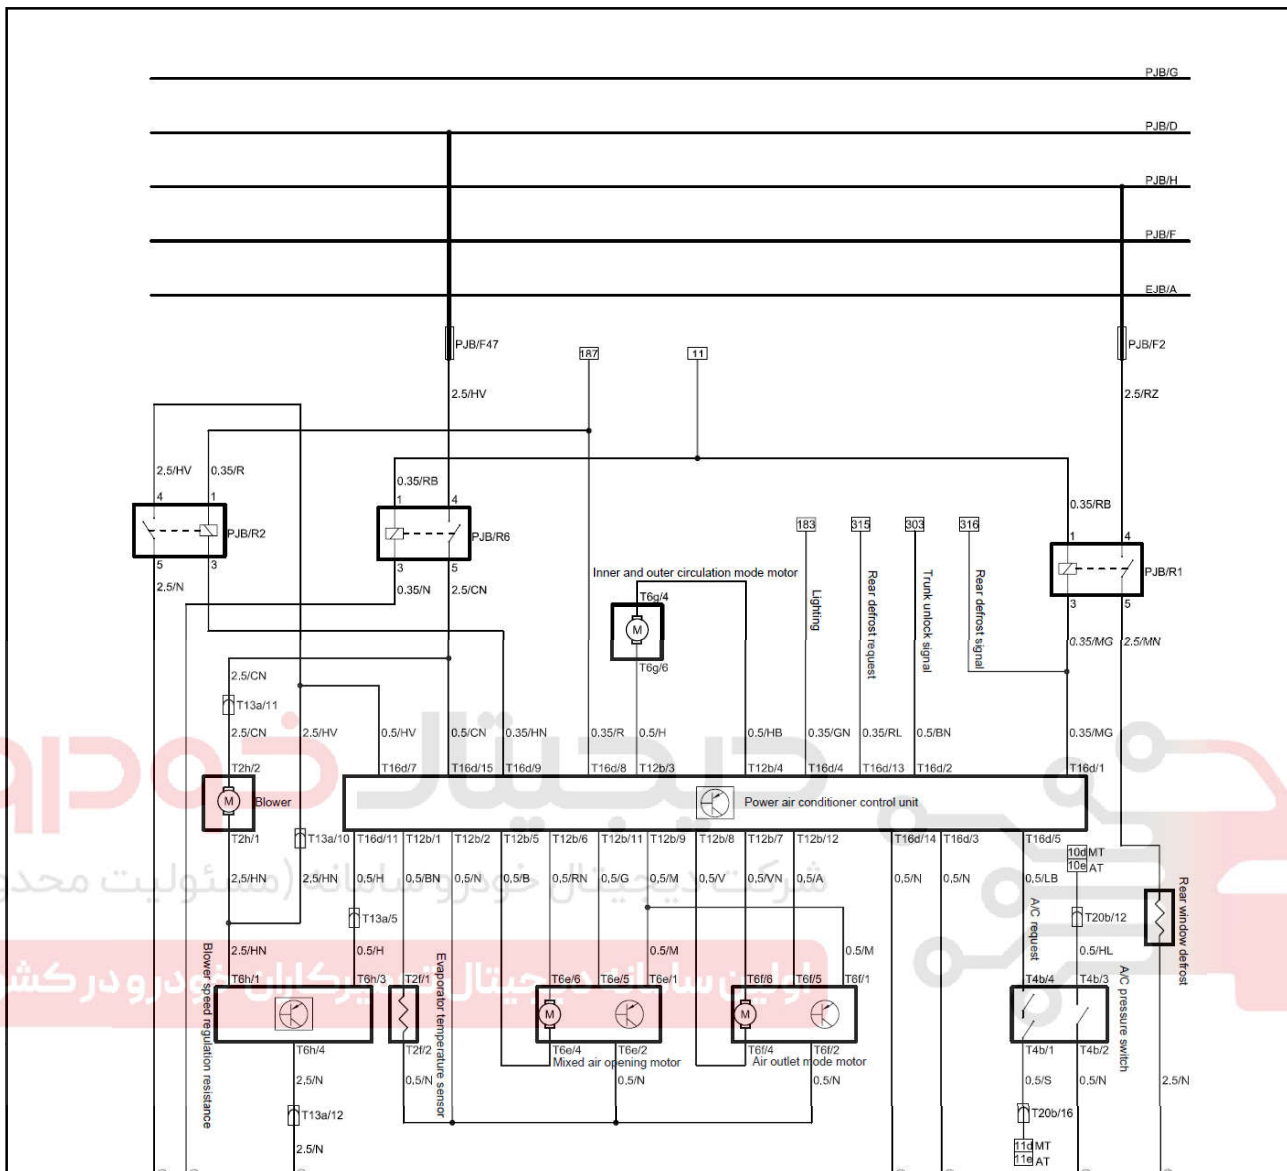 PJB/G
PJB/D
PJB/H
PJB/F
EJB/A
PJB/F47
187
11
PJB/F2
2.5/HV
2.5/RZ
2.5/HV
0.35/R
0.35/RB
0.35/RB
4
1
1
4
183
315
303
316
PJB/R2
PJB/R6
1
4
PJB/R1
5
3
3
5
2.5/N
0.35/N
2.5/CN
Inner and outer circulation mode motor
T6g/4
M
T6g/6
Lighting
Rear defrost request
Trunk unlock signal
Rear defrost signal
3
5
0.35/MG
2.5/MN
2.5/CN
T13a/11
2.5/CN
2.5/HV
0.5/HV
0.5/CN
0.35/HN
0.35/R
0.5/H
0.5/HB
0.35/GN
0.35/RL
0.5/BN
0.35/MG
دیجیتال خودرو
T2h/2
T16d/7
T16d/15
T16d/9
T16d/8
T12b/3
T12b/4
T16d/4
T16d/13
T16d/2
T16d/1
M
Blower
Power air conditioner control unit
T2h/1
T13a/10
T16d/11
T12b/1
T12b/2
T12b/5
T12b/6
T12b/11
T12b/9
T12b/8
T12b/7
T12b/12
T16d/14
T16d/3
T16d/5
10d MT
10e AT
شرکت دیجیتال خودرو سامانه (مسئولیت محدو
2.5/HN
2.5/HN
0.5/H
0.5/BN
0.5/N
0.5/B
0.5/RN
0.5/G
0.5/M
0.5/V
0.5/VN
0.5/A
0.5/N
0.5/N
0.5/LB
T13a/5
T20b/12
A/C request
Rear window defrost
2.5/HN
0.5/H
0.5/M
0.5/M
0.5/HL
Blower speed regulation resistance
Evaporator temperature sensor
A/C pressure switch
اولین سامانه دیجیتال تعمیرکاران خودرو در کشو
T6h/1
T6h/3
T2f/1
T6e/6
T6e/5
T6e/1
T6f/6
T6f/5
T6f/1
T4b/4
T4b/3
M
M
T6h/4
T2f/2
T6e/4
T6e/2
T6f/4
T6f/2
T4b/1
T4b/2
Mixed air opening motor
Air outlet mode motor
2.5/N
0.5/N
0.5/N
0.5/N
0.5/S
0.5/N
2.5/N
T13a/12
T20b/16
2.5/N
11d MT
11e AT